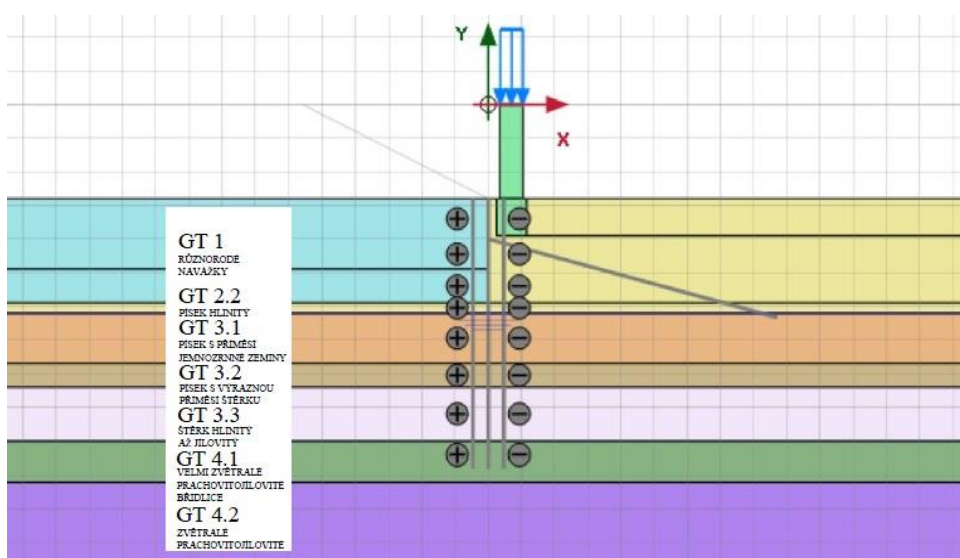 Y
X
GT 1
RŮZNORODÉ
NAVÁŽKY
GT 2.2
PÍSEK HLINITÝ
GT 3.1
PÍSEK S PŘÍMĚSÍ
JEMNOZRNNÉ ZEMINY
GT 3.2
PÍSEK S VÝRAZNOU
PŘÍMĚSÍ ŠTĚRKU
GT 3.3
ŠTĚRK HLINITÝ
AŽ JÍLOVITÝ
GT 4.1
VELMI ZVĚTRALÉ
PRACHOVITOJÍLOVITÉ
BŘIDLICE
GT 4.2
ZVĚTRALÉ
PRACHOVITOJÍLOVITÉ